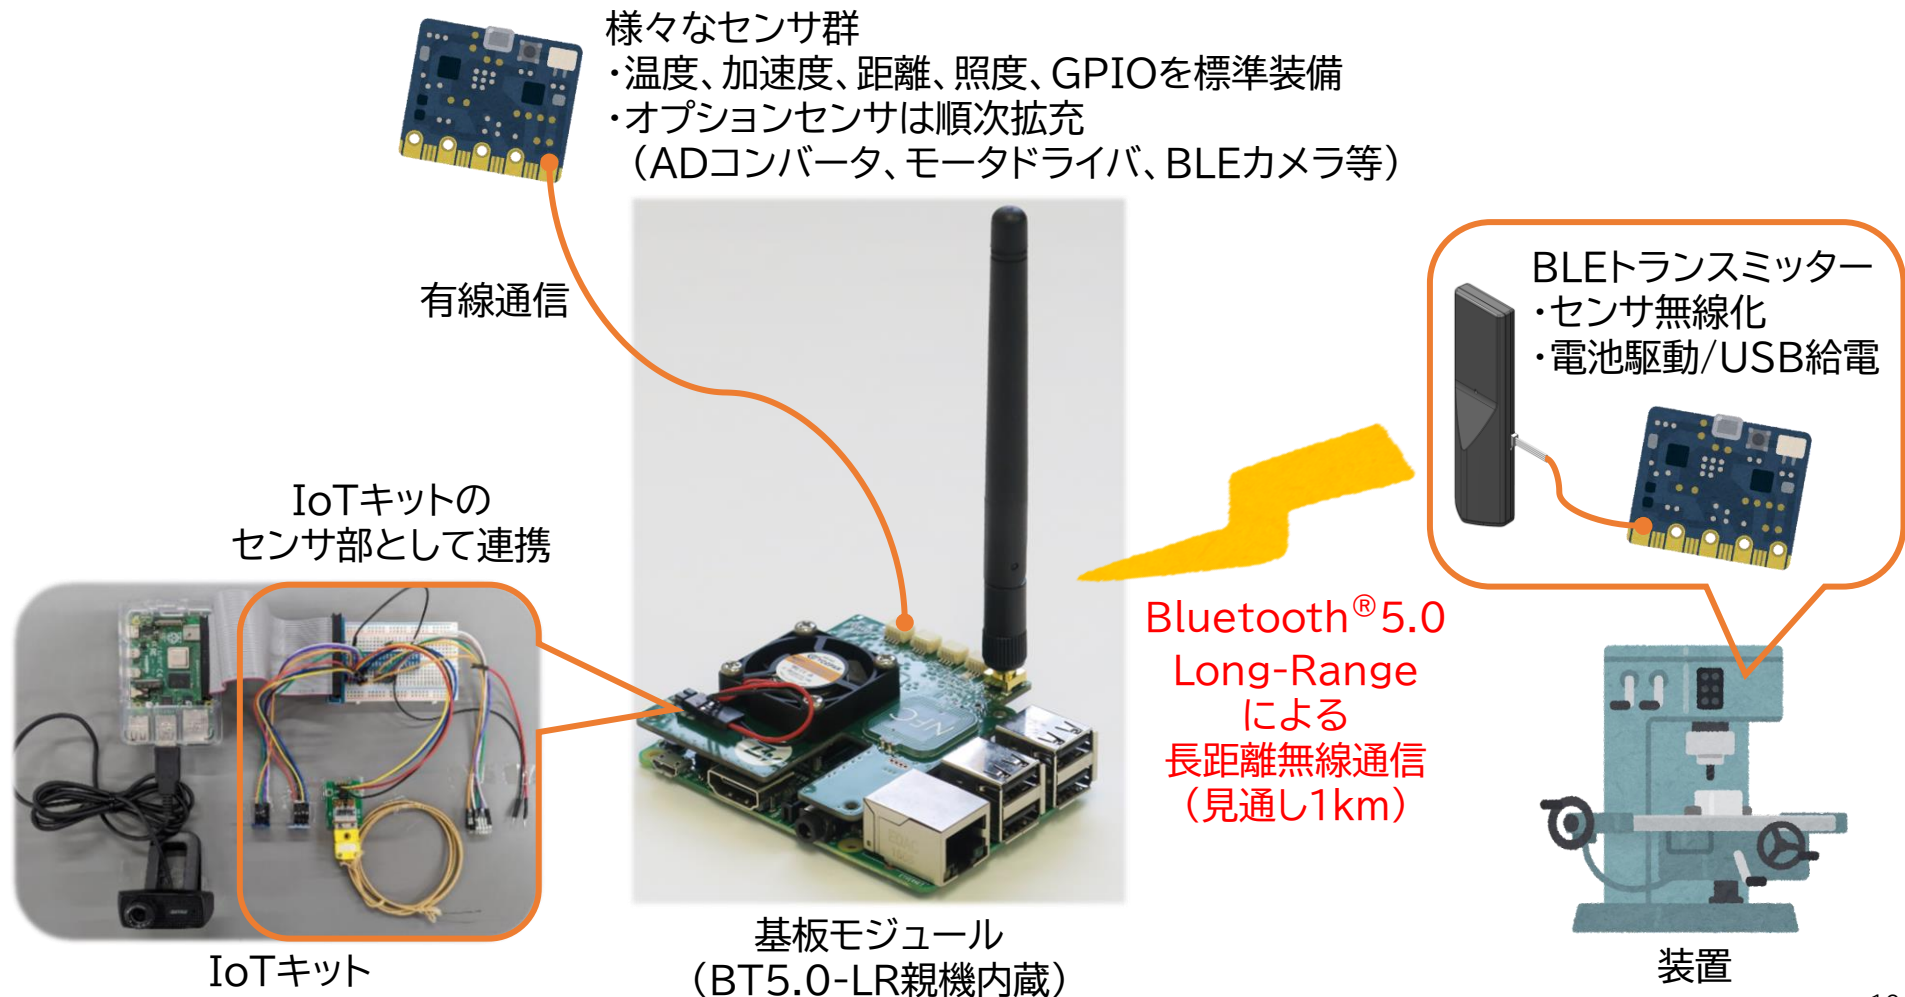 様々なセンサ群
・温度、加速度、距離、照度、GPIOを標準装備
・オプションセンサは順次拡充
（ADコンバータ、モータドライバ、BLEカメラ等）
有線通信
BLEトランスミッター
・センサ無線化
・電池駆動/USB給電
IoTキットの
センサ部として連携
Bluetooth®5.0
Long-Range
による
長距離無線通信
（見通し1km）
NFC
IoTキット
基板モジュール
（BT5.0-LR親機内蔵）
装置